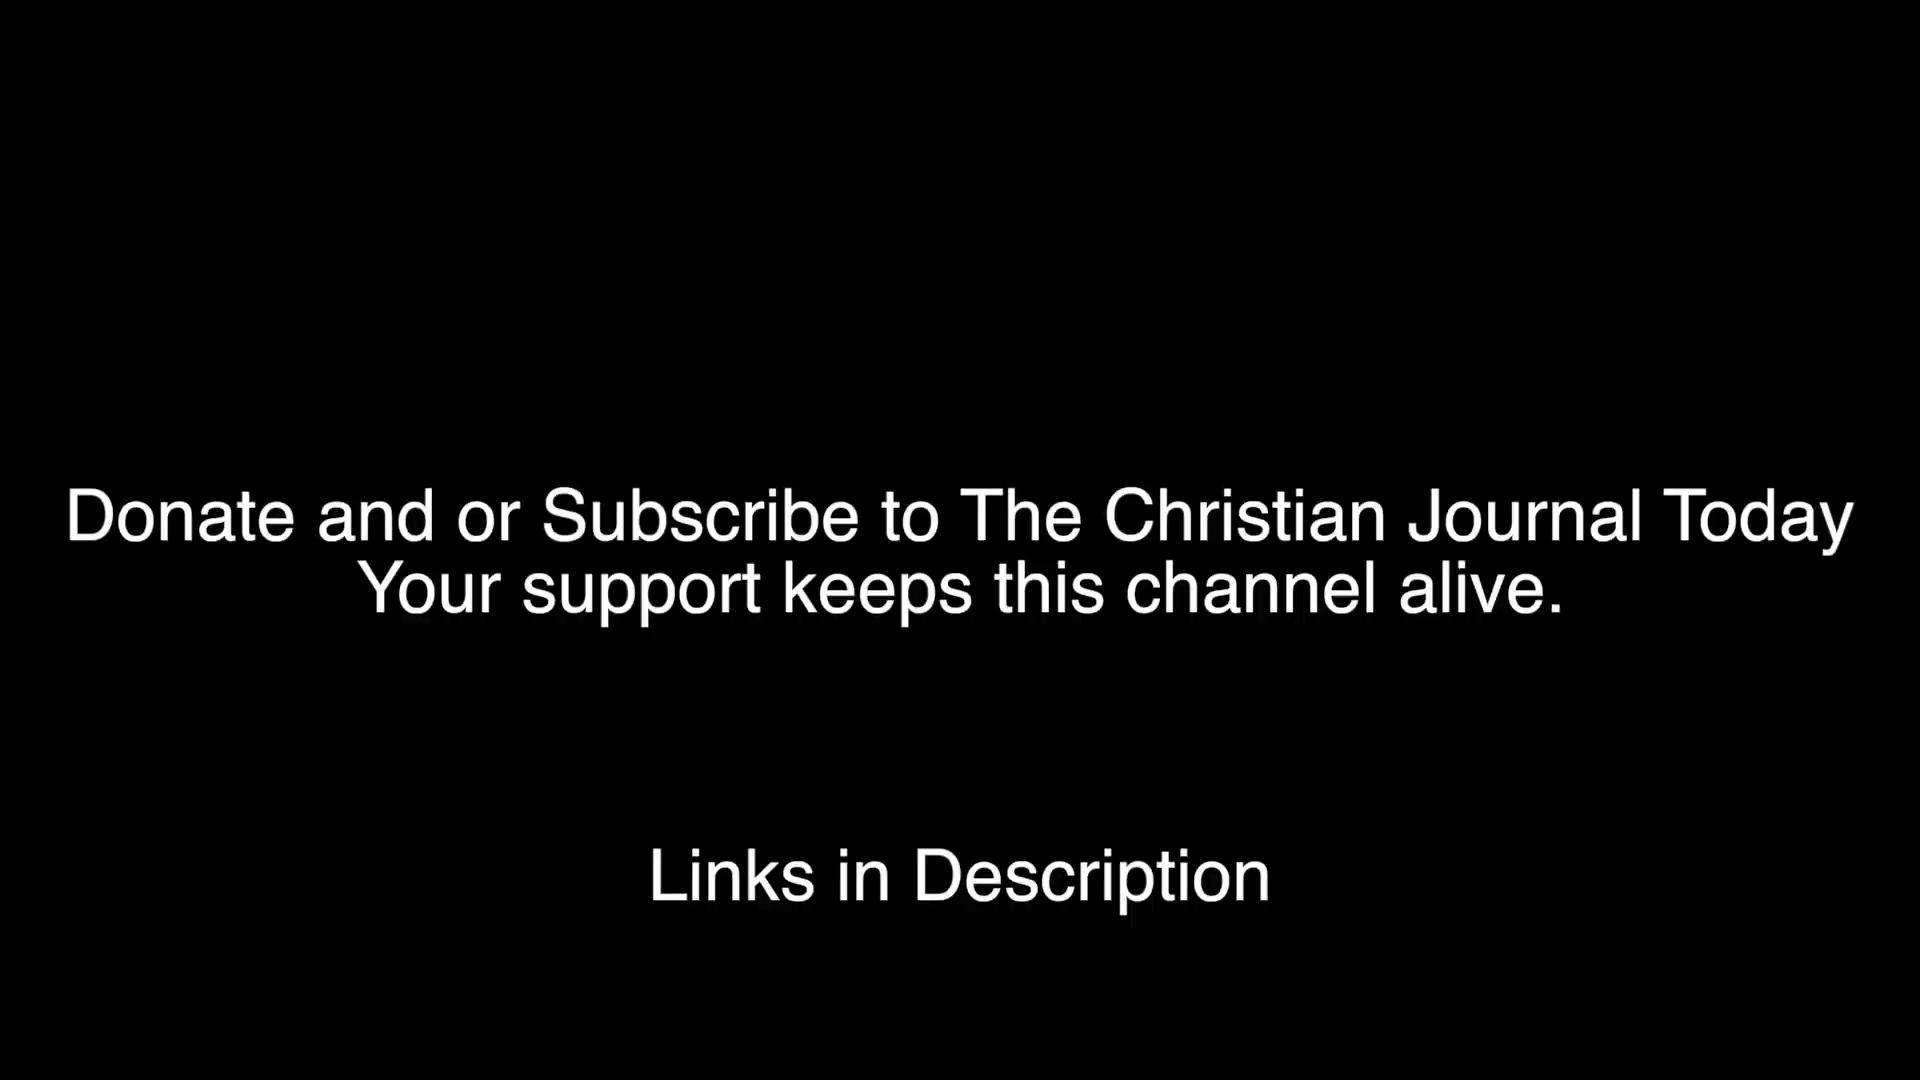 Donate and or Subscribe to The Christian Journal Today
Your support keeps this channel alive.
Links in Description